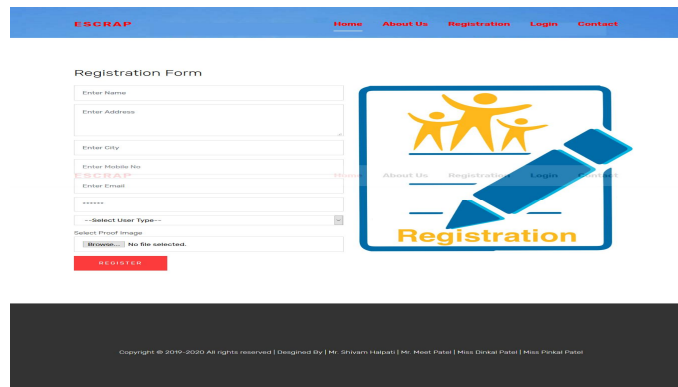 ESCRAP Home About Us Registration Login Contact
Registration Form
Enter Name
Enter Address
Enter City
Enter Mobile No
ESCRAP Home About Us Registration Login Contact
Enter Email
******
--Select User Type--
Select Proof Image
Browse... No file selected.
Registration
REGISTER
Copyright © 2019-2020 All rights reserved | Desgined By | Mr. Shivam Halpati | Mr. Meet Patel | Miss Dinkal Patel | Miss Pinkal Patel